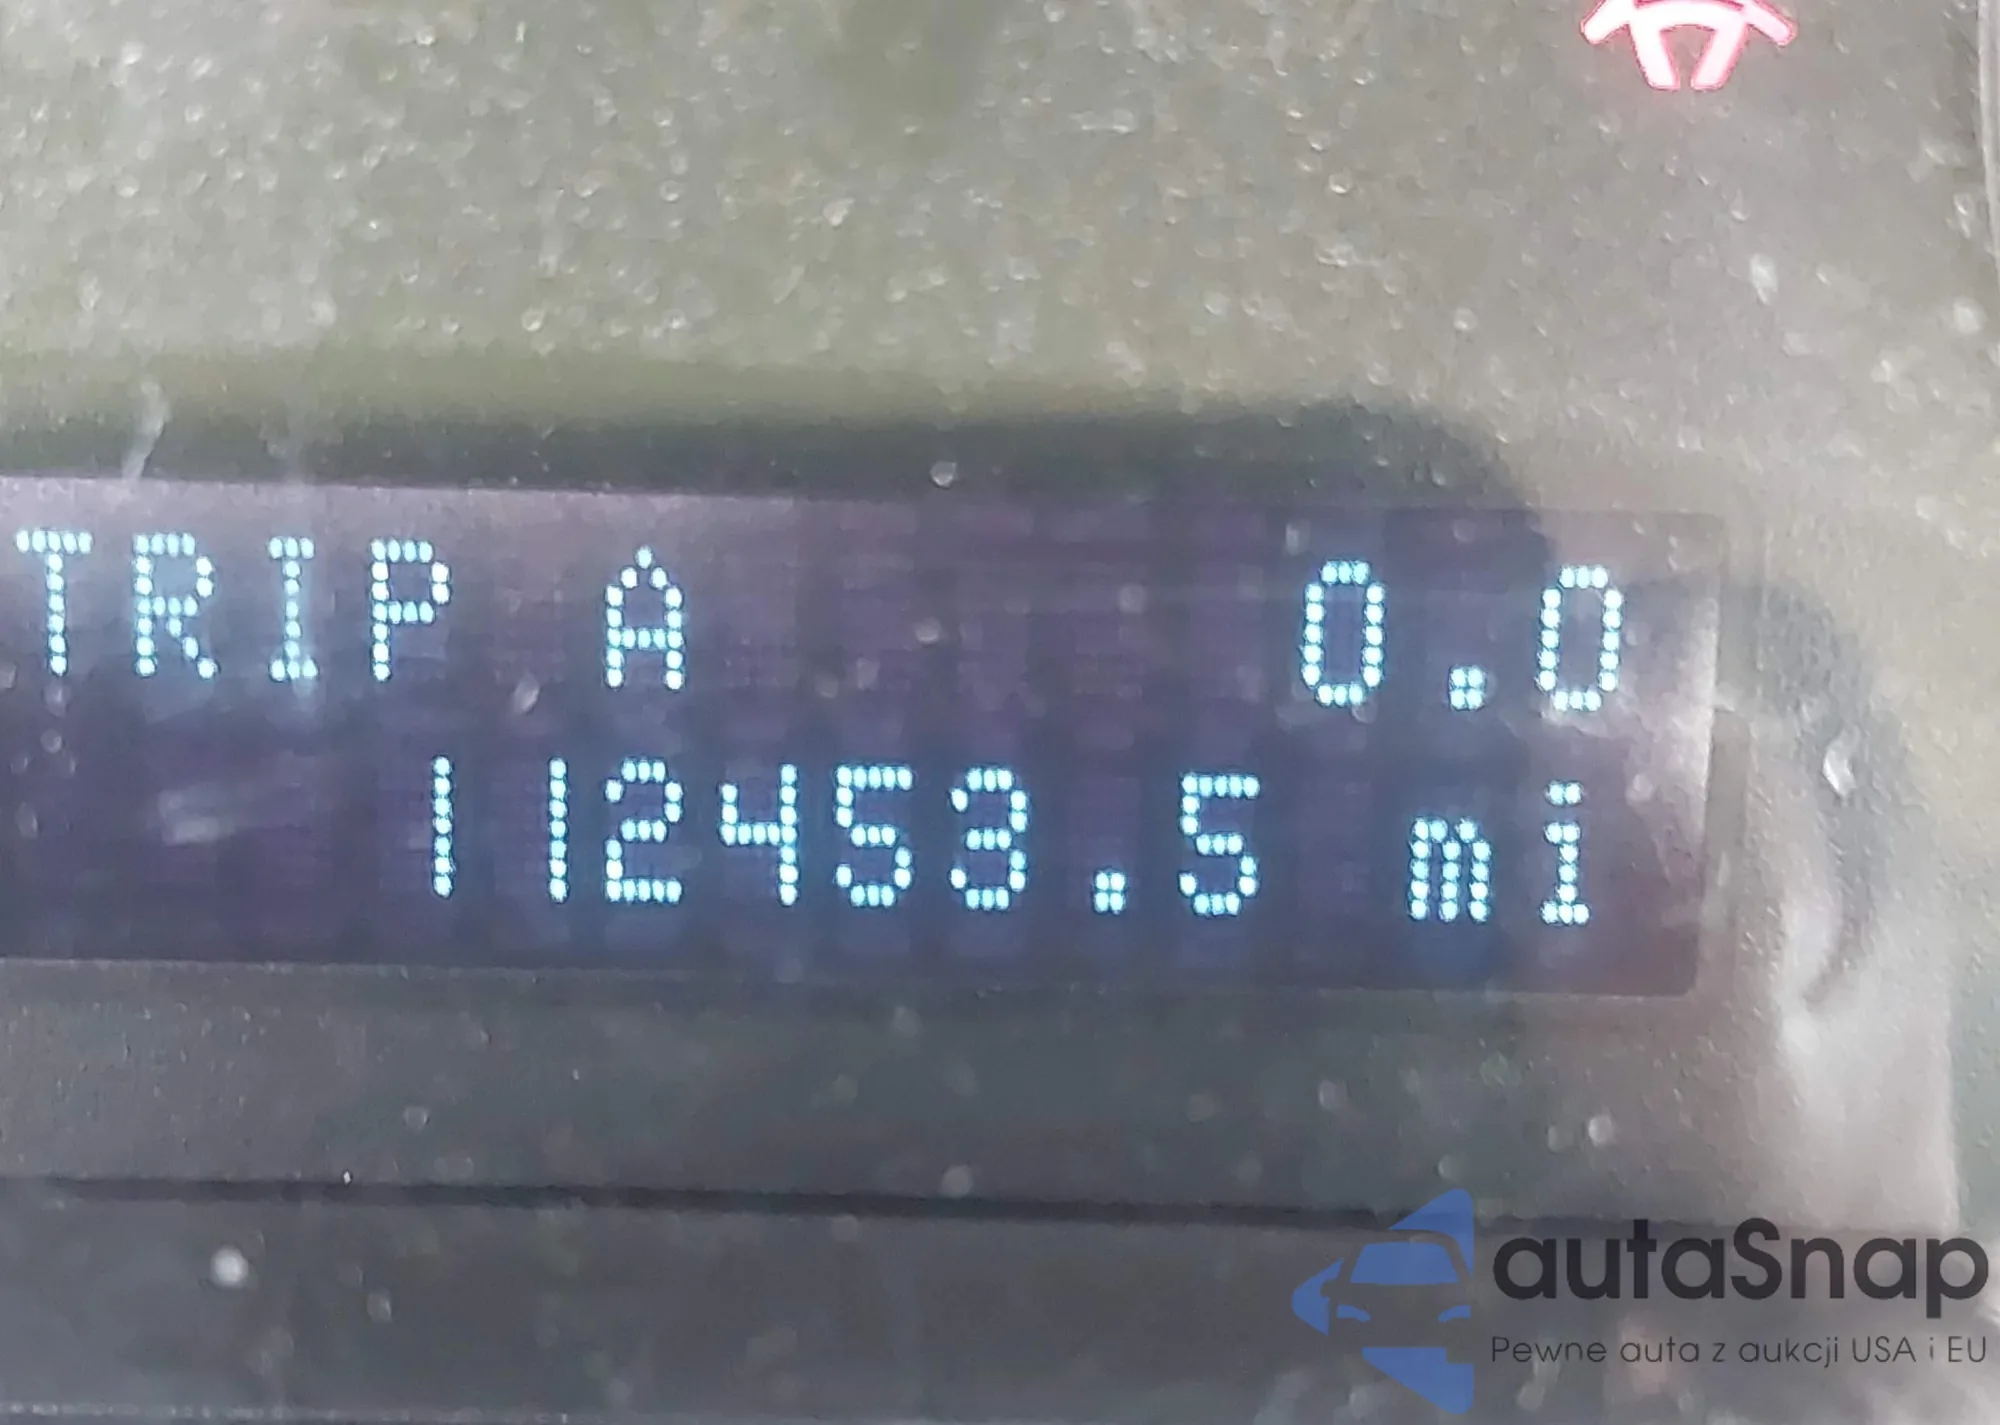 TRIP A 0.0
112453.5 mi
autaSnap
Pewne auta z aukcji USA i EU